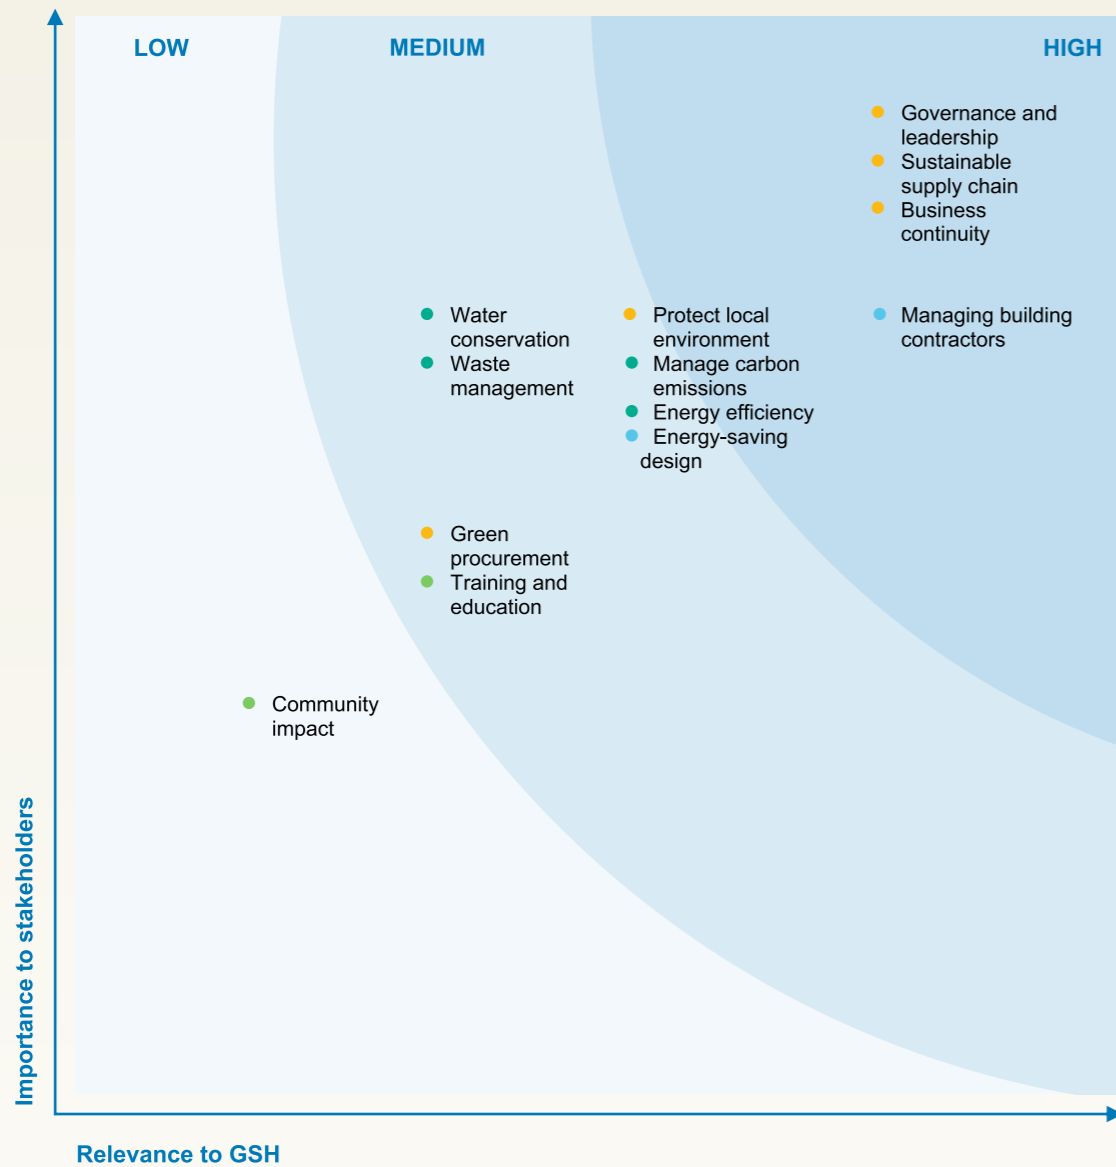 LOW
MEDIUM
HIGH
Governance and
leadership
Sustainable
supply chain
Business
continuity
Water
conservation
Waste
management
Protect local
environment
Manage carbon
emissions
Energy efficiency
Energy-saving
design
Managing building
contractors
Green
procurement
Training and
education
Community
impact
Importance to stakeholders
Relevance to GSH